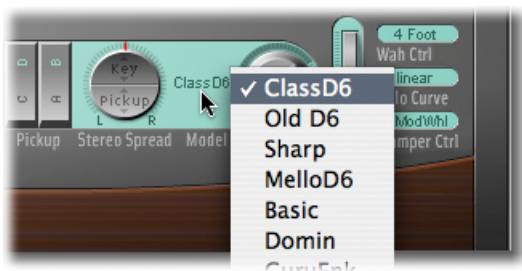 4 Foot
Wah Ctrl
linear
lo Curve
ModWhl
mper Ctrl
D B
C A
Pickup
Key
Pickup
L R
Stereo Spread
ClassD6
Model
✓ ClassD6
Old D6
Sharp
MelloD6
Basic
Domin